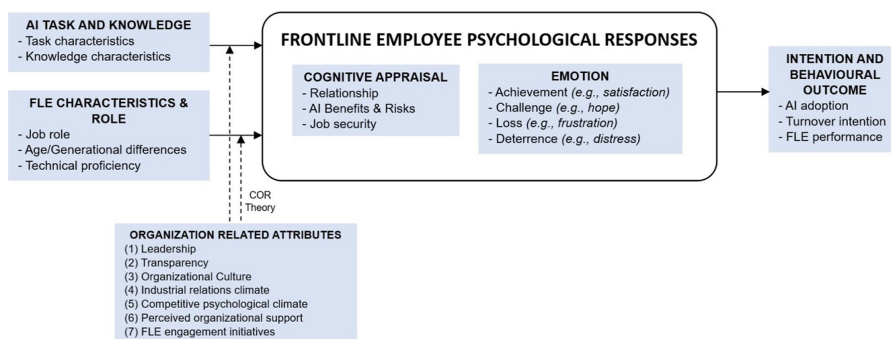 AI TASK AND KNOWLEDGE
- Task characteristics
- Knowledge characteristics
FLE CHARACTERISTICS &
ROLE
- Job role
- Age/Generational differences
- Technical proficiency
FRONTLINE EMPLOYEE PSYCHOLOGICAL RESPONSES
COGNITIVE APPRAISAL
- Relationship
- AI Benefits & Risks
- Job security
EMOTION
- Achievement (e.g., satisfaction)
- Challenge (e.g., hope)
- Loss (e.g., frustration)
- Deterrence (e.g., distress)
INTENTION AND
BEHAVIOURAL
OUTCOME
- AI adoption
- Turnover intention
- FLE performance
COR
Theory
ORGANIZATION RELATED ATTRIBUTES
(1) Leadership
(2) Transparency
(3) Organizational Culture
(4) Industrial relations climate
(5) Competitive psychological climate
(6) Perceived organizational support
(7) FLE engagement initiatives